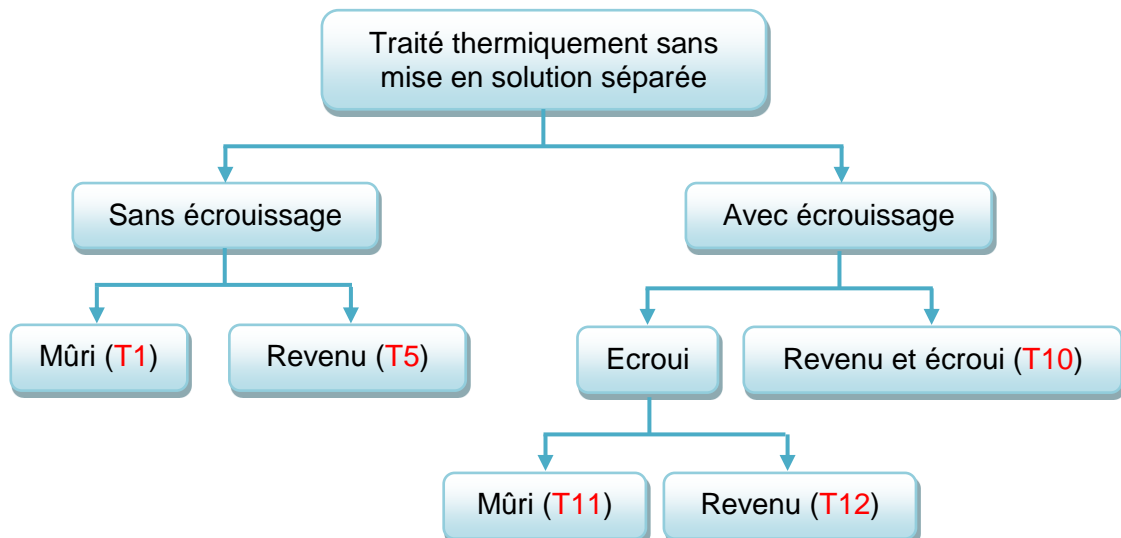 Traité thermiquement sans
mise en solution séparée
Sans écrouissage
Avec écrouissage
Mûri (T1)
Revenu (T5)
Ecroui
Revenu et écroui (T10)
Mûri (T11)
Revenu (T12)